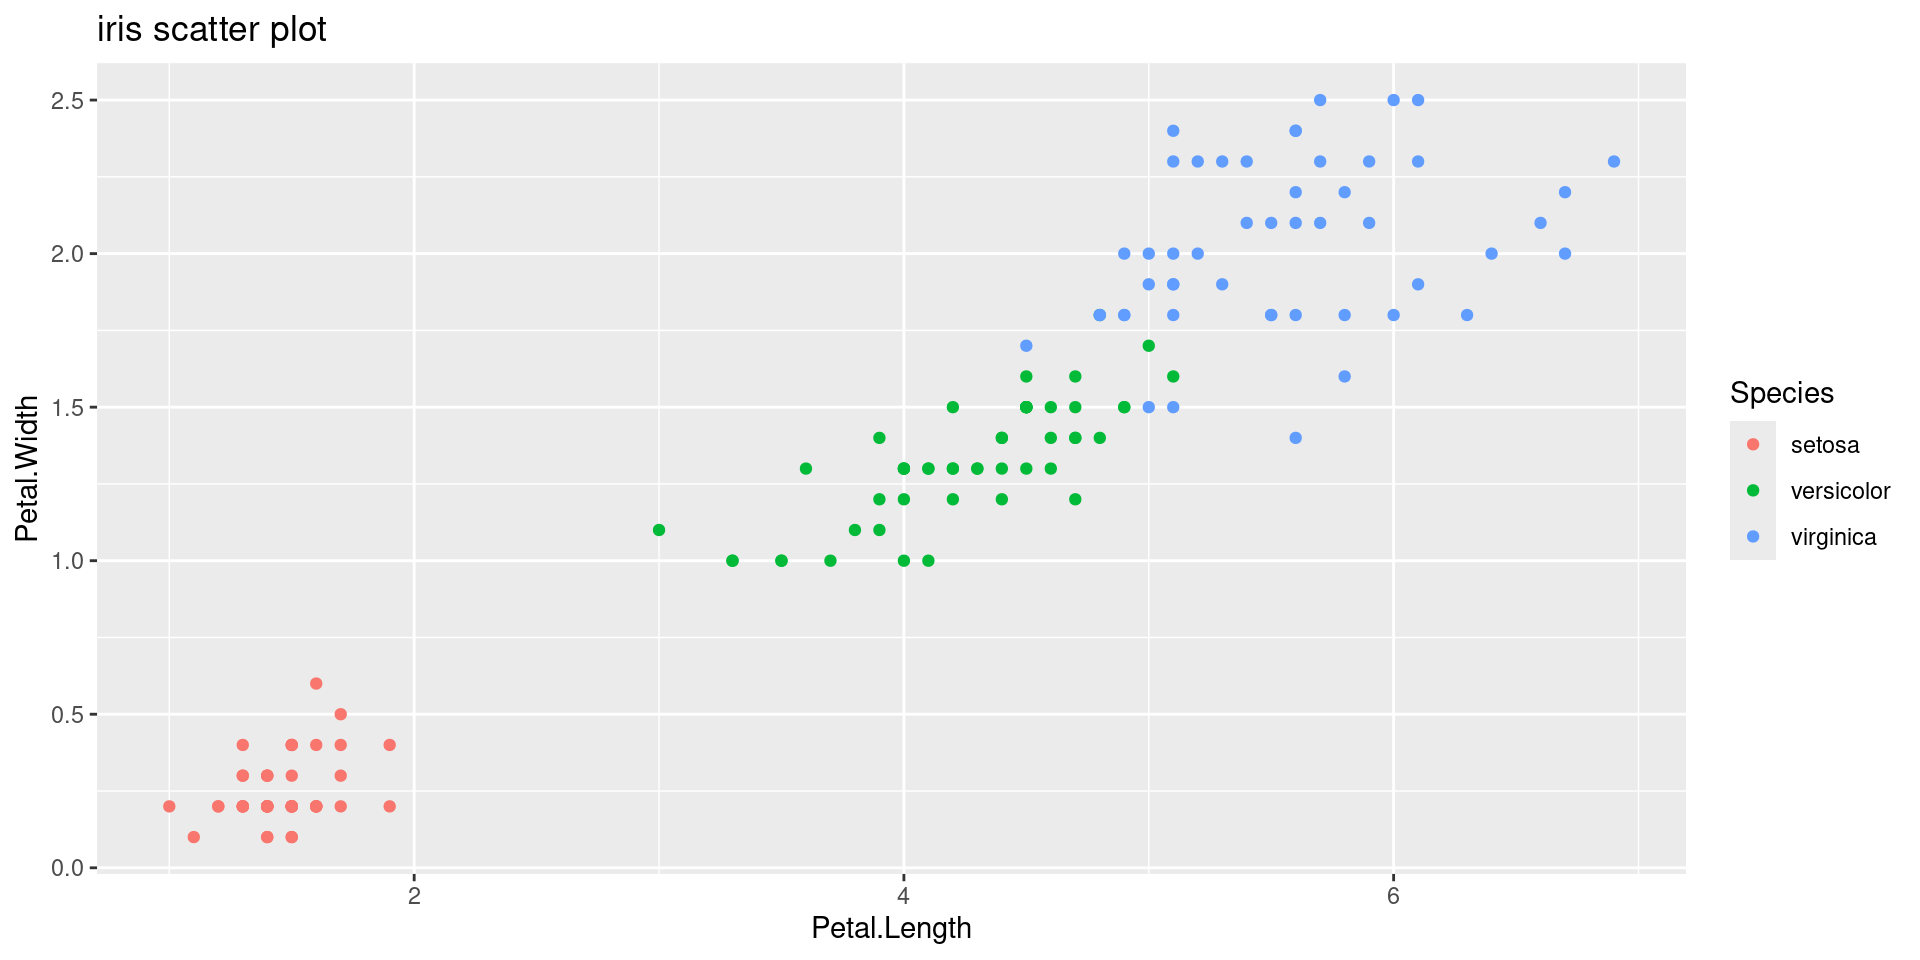 iris scatter plot
2.5
2.0
1.5
1.0
0.5
0.0
Petal.Width
2 4 6
Petal.Length
Species
setosa
versicolor
virginica